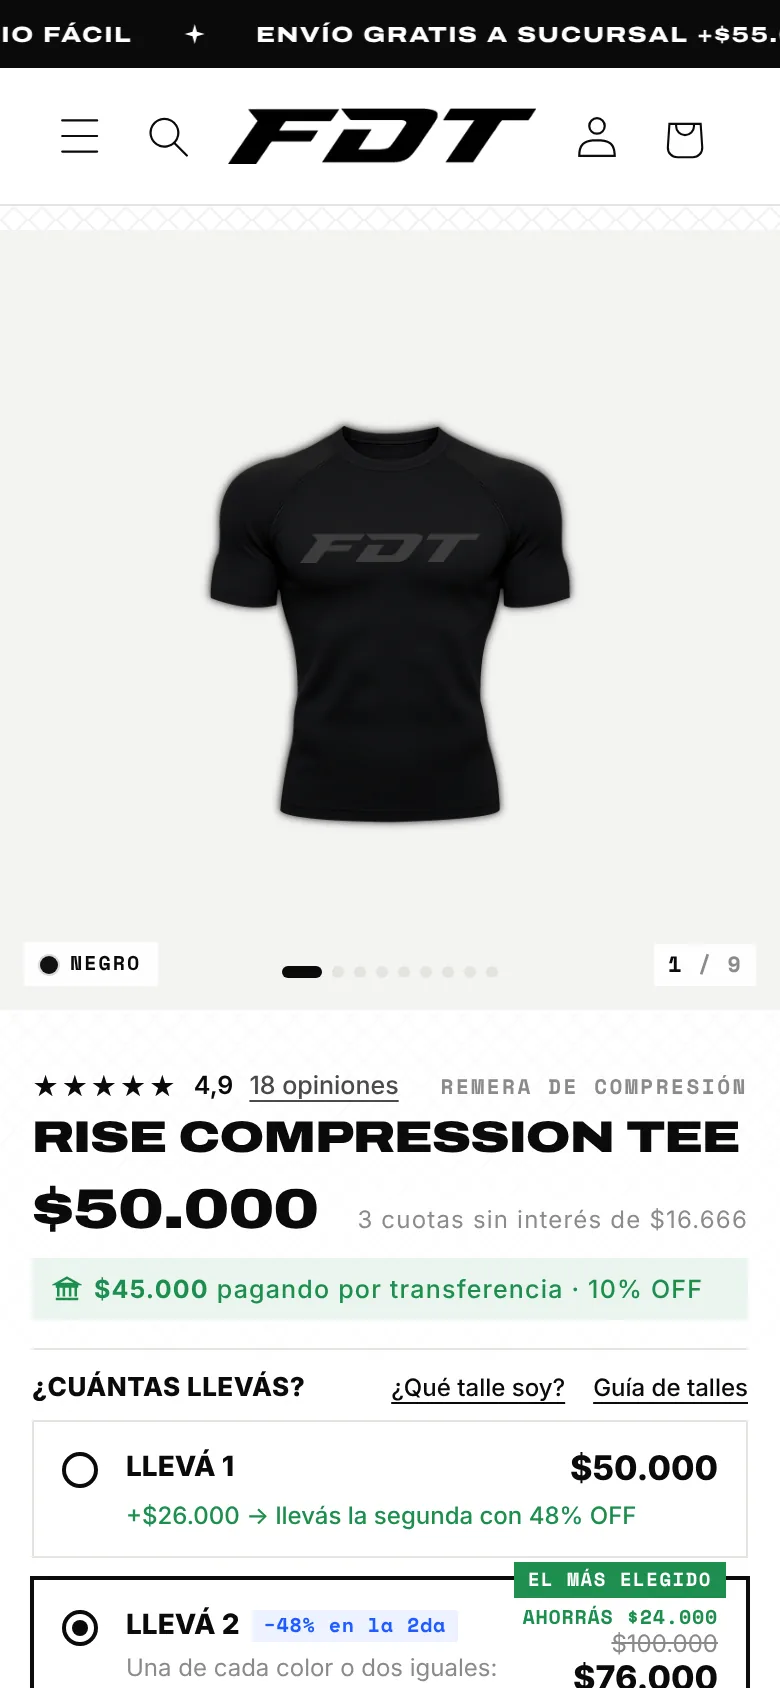 IO FÁCIL ✦ ENVÍO GRATIS A SUCURSAL +$55.
FDT
FDT
NEGRO
1 / 9
★★★★★ 4,9 18 opiniones REMERA DE COMPRESIÓN
RISE COMPRESSION TEE
$50.000 3 cuotas sin interés de $16.666
$45.000 pagando por transferencia · 10% OFF
¿CUÁNTAS LLEVÁS? ¿Qué talle soy? Guía de talles
LLEVÁ 1 $50.000
+$26.000 → llevás la segunda con 48% OFF
EL MÁS ELEGIDO
LLEVÁ 2 -48% en la 2da AHORRÁS $24.000
$100.000
Una de cada color o dos iguales: $76.000